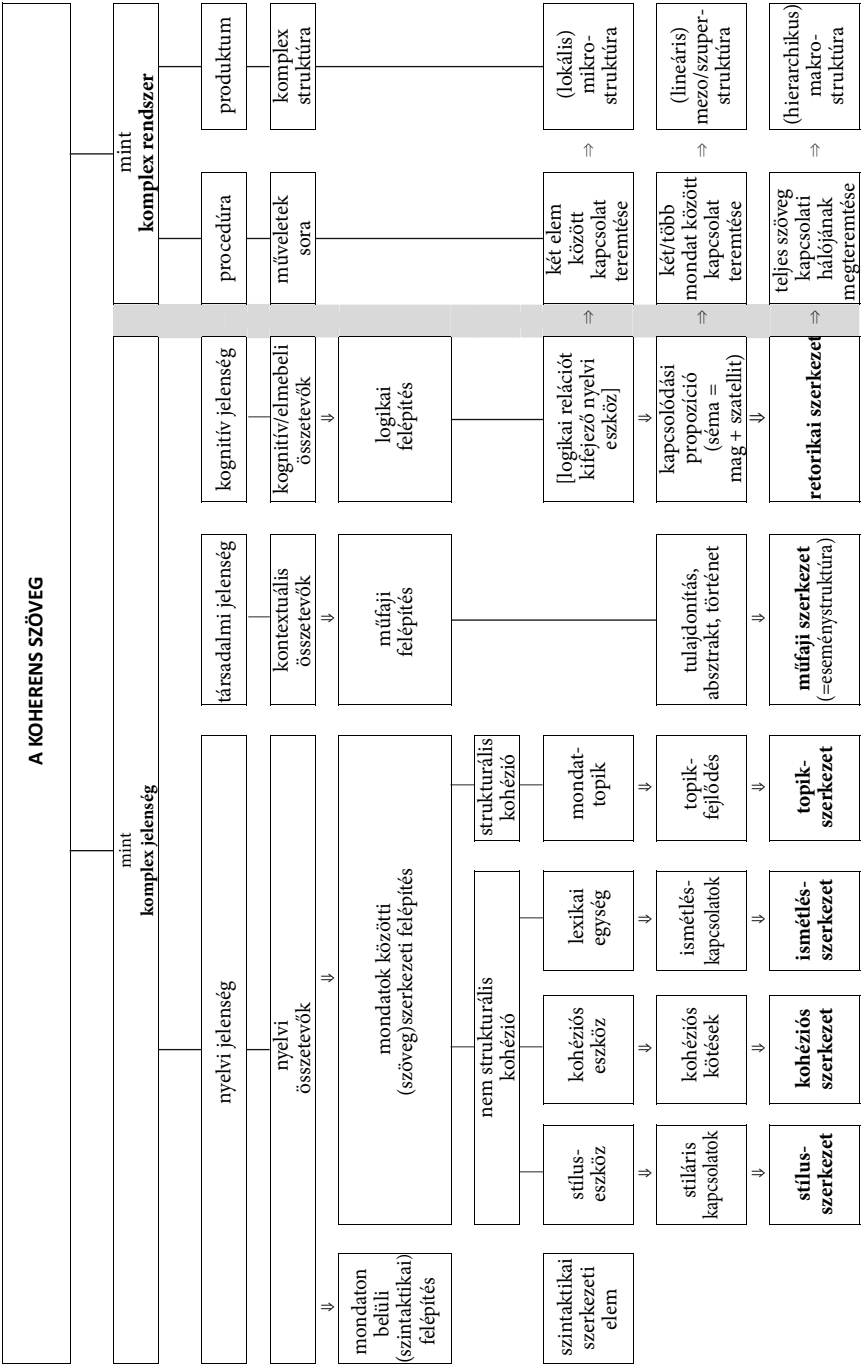 A KOHERENS SZÖVEG
mint
komplex jelenség
mint
komplex rendszer
nyelvi jelenség
társadalmi jelenség
kognitív jelenség
procedúra
produktum
nyelvi
összetevők
kontextuális
összetevők
kognitív/elmebeli
összetevők
műveletek
sora
komplex
struktúra
⇒
⇒
⇒
⇒
mondaton
belüli
(szintaktikai)
felépítés
mondatok közötti
(szöveg)szerkezeti felépítés
műfaji
felépítés
logikai
felépítés
nem strukturális
kohézió
strukturális
kohézió
szintaktikai
szerkezeti
elem
stílus-
eszköz
kohéziós
eszköz
lexikai
egység
mondat-
topik
[logikai relációt
kifejező nyelvi
eszköz]
⇒
két elem
között
kapcsolat
teremtése
⇒
(lokális)
mikro-
struktúra
⇒
⇒
⇒
⇒
⇒
stiláris
kapcsolatok
kohéziós
kötések
ismétlés-
kapcsolatok
topik-
fejlődés
tulajdonítás,
absztrakt, történet
kapcsolódási
propozíció
(séma =
mag + szatellit)
⇒
két/több
mondat között
kapcsolat
teremtése
⇒
(lineáris)
mezo/szuper-
struktúra
⇒
⇒
⇒
⇒
⇒
⇒
stílus-
szerkezet
kohéziós
szerkezet
ismétlés-
szerkezet
topik-
szerkezet
műfaji szerkezet
(=eseménystruktúra)
retorikai szerkezet
⇒
teljes szöveg
kapcsolati
hálójának
megteremtése
⇒
(hierarchikus)
makro-
struktúra